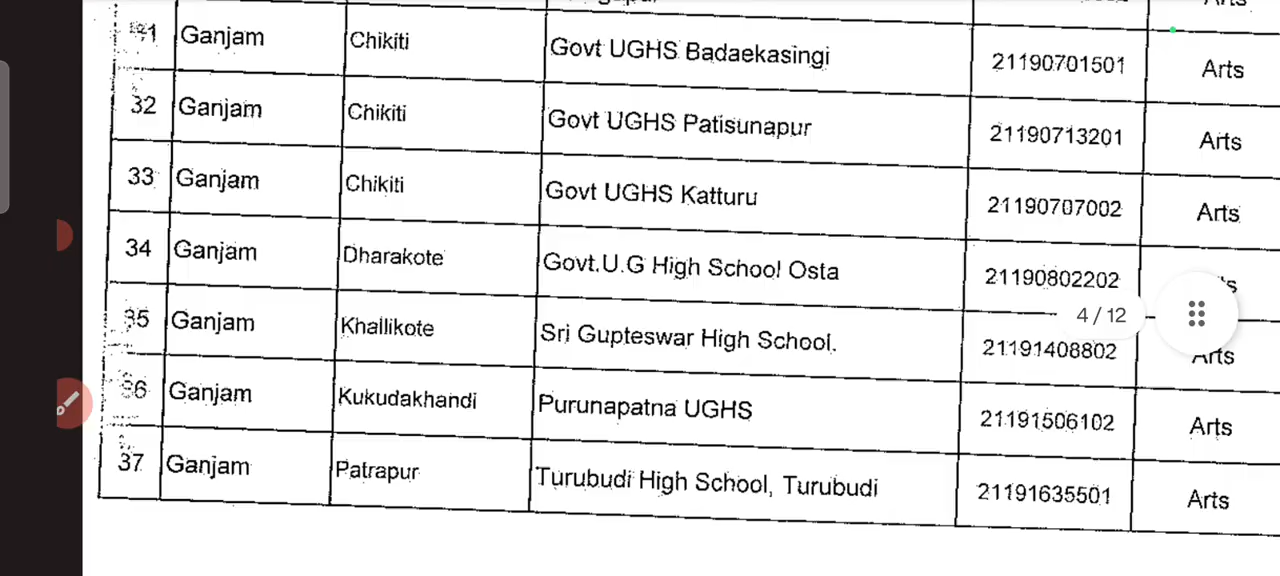 Arts
31 Ganjam Chikiti Govt UGHS Badaekasingi 21190701501 Arts
32 Ganjam Chikiti Govt UGHS Patisunapur 21190713201 Arts
33 Ganjam Chikiti Govt UGHS Katturu 21190707002 Arts
34 Ganjam Dharakote Govt.U.G High School Osta 21190802202
4 / 12
35 Ganjam Khallikote Sri Gupteswar High School. 21191408802 Arts
36 Ganjam Kukudakhandi Purunapatna UGHS 21191506102 Arts
37 Ganjam Patrapur Turubudi High School, Turubudi 21191635501 Arts